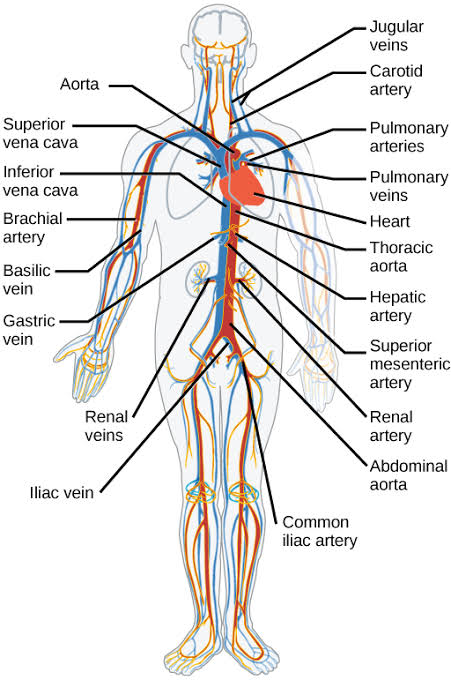 Jugular
veins
Carotid
artery
Aorta
Superior
vena cava
Pulmonary
arteries
Inferior
vena cava
Pulmonary
veins
Brachial
artery
Heart
Thoracic
aorta
Basilic
vein
Hepatic
artery
Gastric
vein
Superior
mesenteric
artery
Renal
veins
Renal
artery
Abdominal
aorta
Iliac vein
Common
iliac artery